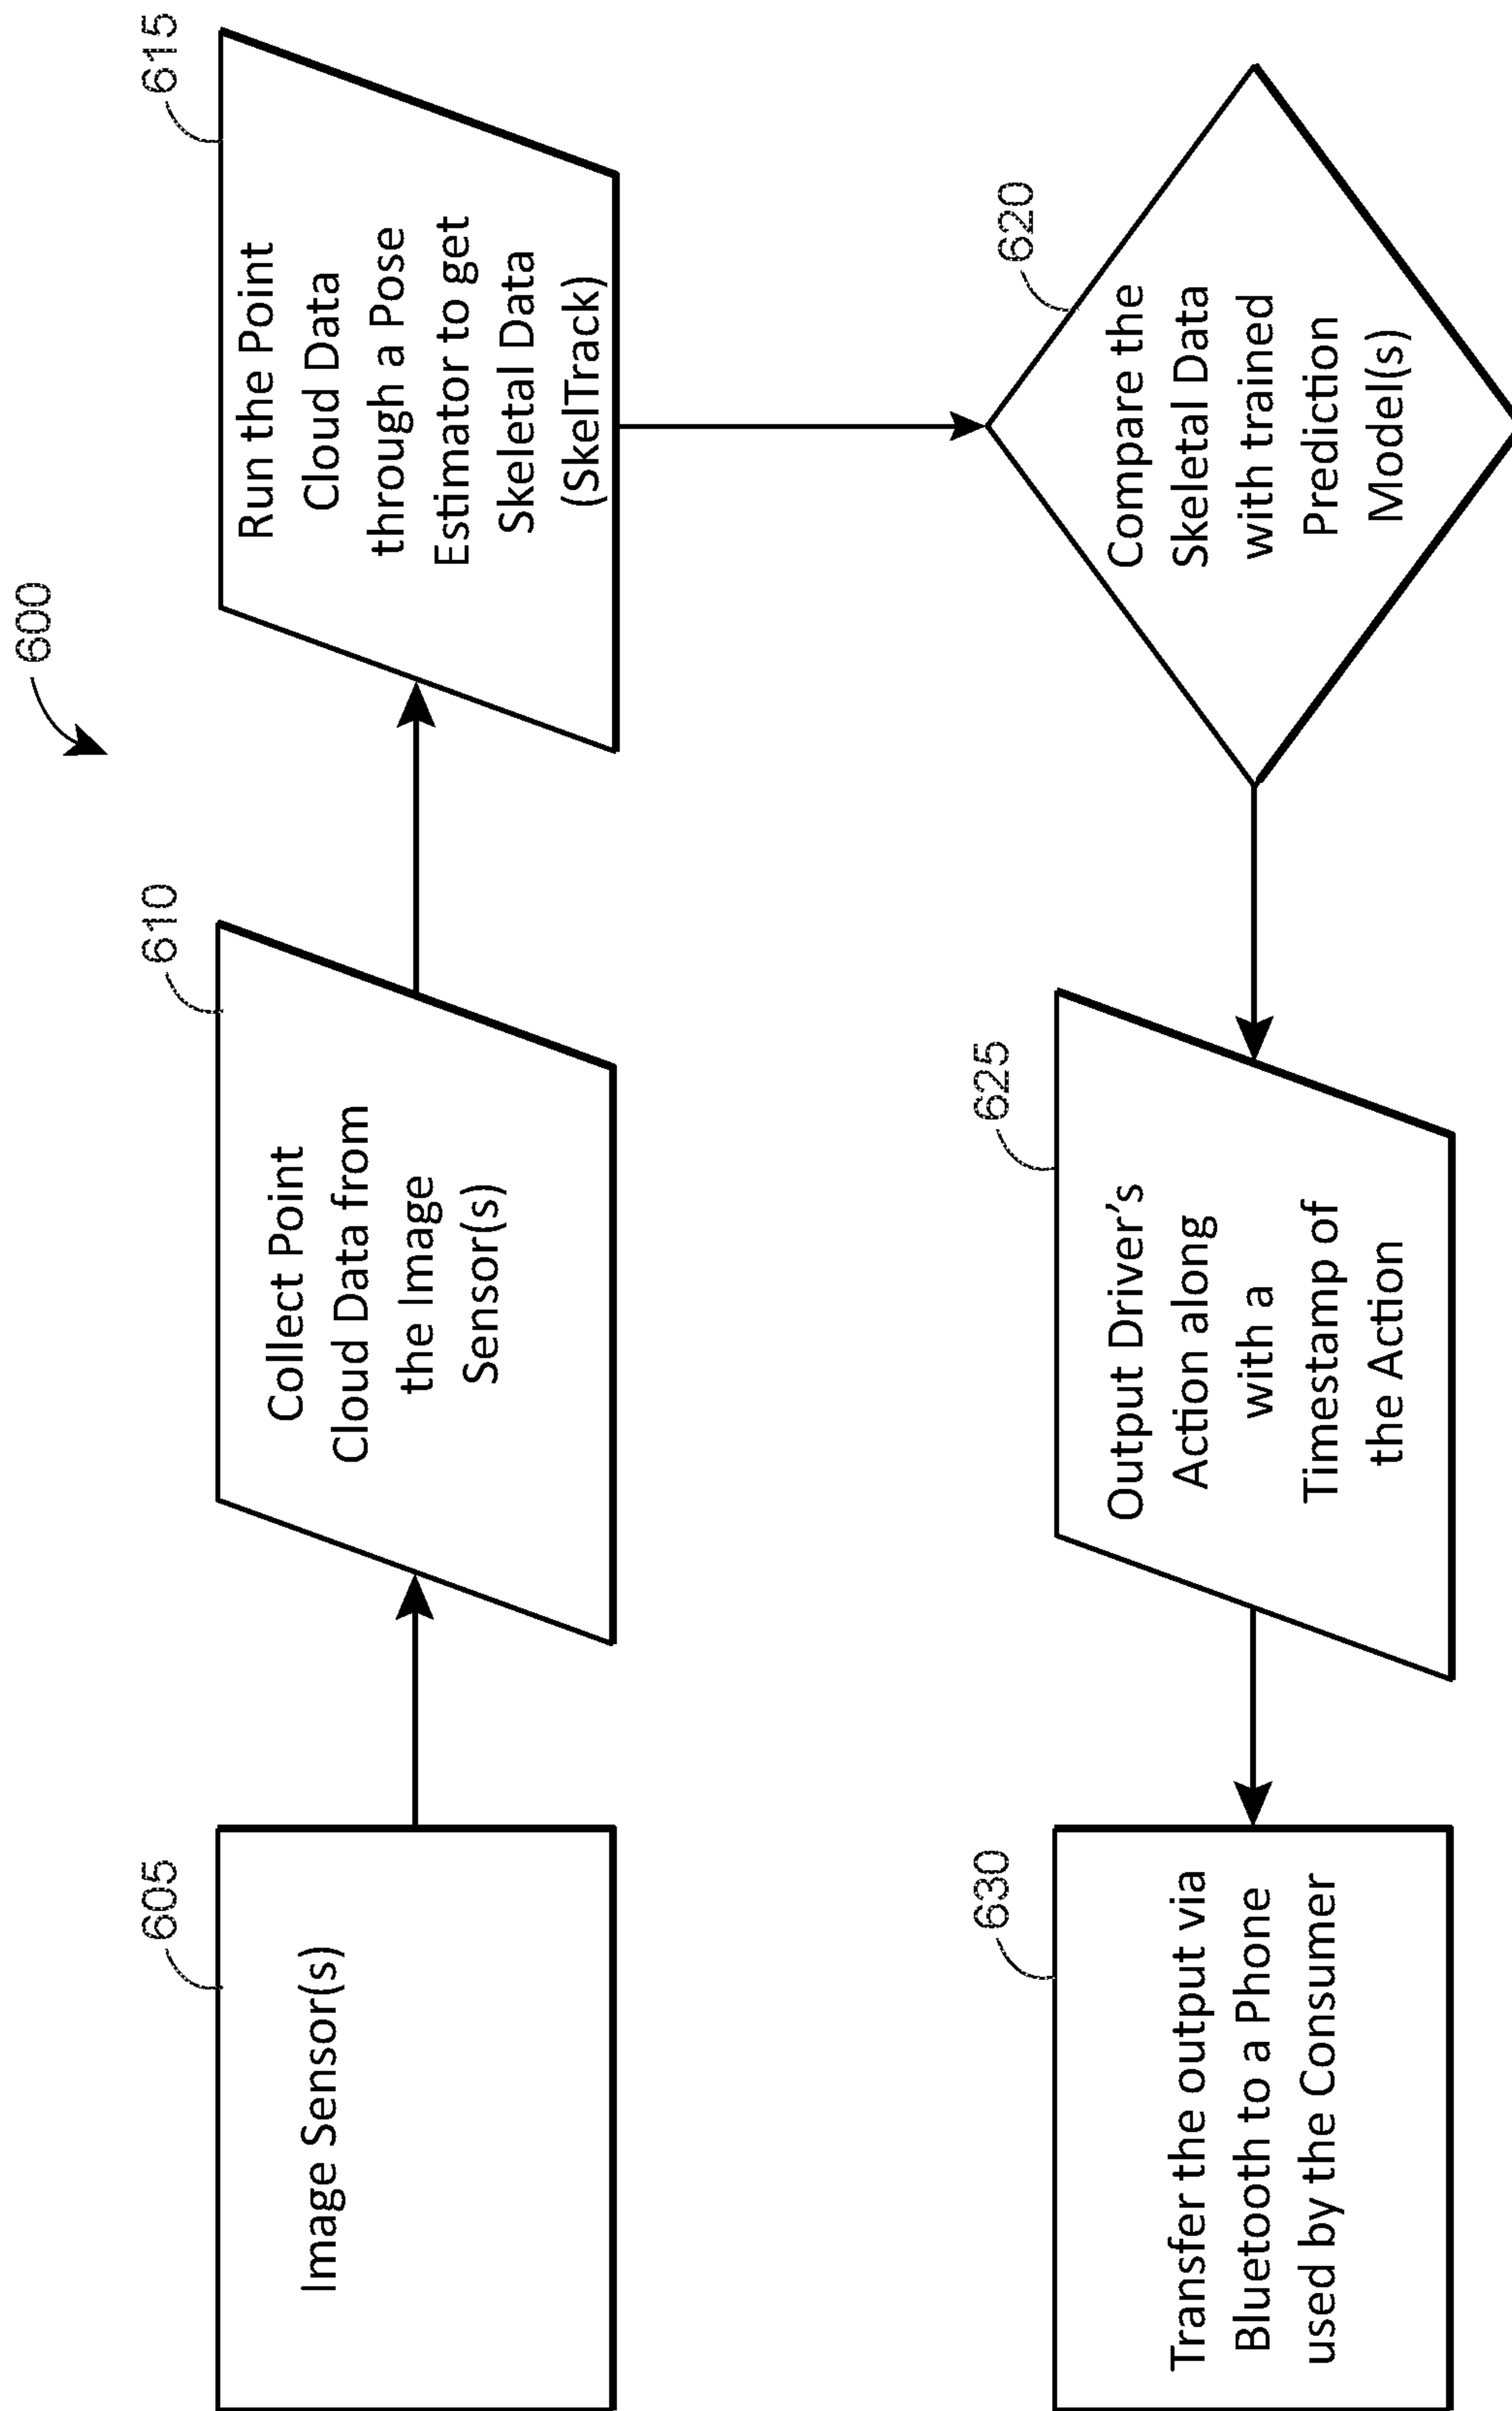 600
605
Image Sensor(s)
610
Collect Point
Cloud Data from
the Image
Sensor(s)
615
Run the Point
Cloud Data
through a Pose
Estimator to get
Skeletal Data
(SkelTrack)
620
Compare the
Skeletal Data
with trained
Prediction
Model(s)
625
Output Driver’s
Action along
with a
Timestamp of
the Action
630
Transfer the output via
Bluetooth to a Phone
used by the Consumer